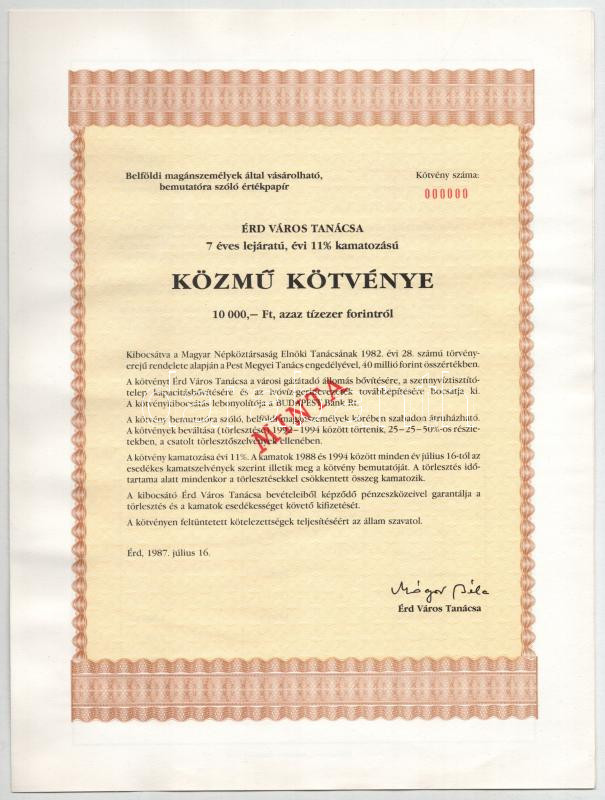 Belföldi magánszemélyek által vásárolható,
bemutatóra szóló értékpapír
Kötvény száma:
000000
ÉRD VÁROS TANÁCSA
7 éves lejáratú, évi 11% kamatozású
KÖZMŰ KÖTVÉNYE
10 000,— Ft, azaz tízezer forintról
Kibocsátva a Magyar Népköztársaság Elnöki Tanácsának 1982. évi 28. számú törvény-
erejű rendelete alapján a Pest Megyei Tanács engedélyével, 40 millió forint összértékben.
A kötvényt Érd Város Tanácsa a városi gázátadó állomás bővítésére, a szennyvíztisztító-
telep kapacitásbővítésére és az ivóvíz-gerincvezeték továbbépítésére bocsátja ki.
A kötvénykibocsátás lebonyolítója a BUDAPEST Bank Rt.
A kötvény bemutatóra szóló, belföldi magánszemélyek körében szabadon átruházható.
A kötvények beváltása (törlesztése) 1992–1994 között történik, 25–25–50%-os részle-
tekben, a csatolt törlesztőszelvények ellenében.
MINTA
A kötvény kamatozása évi 11%. A kamatok 1988 és 1994 között minden év július 16-tól az
esedékes kamatszelvények szerint illetik meg a kötvény bemutatóját. A törlesztés idő-
tartama alatt mindenkor a törlesztésekkel csökkentett összeg kamatozik.
A kibocsátó Érd Város Tanácsa bevételeiből képződő pénzeszközeivel garantálja a
törlesztés és a kamatok esedékességet követő kifizetését.
A kötvényen feltüntetett kötelezettségek teljesítéséért az állam szavatol.
Érd, 1987. július 16.
Érd Város Tanácsa